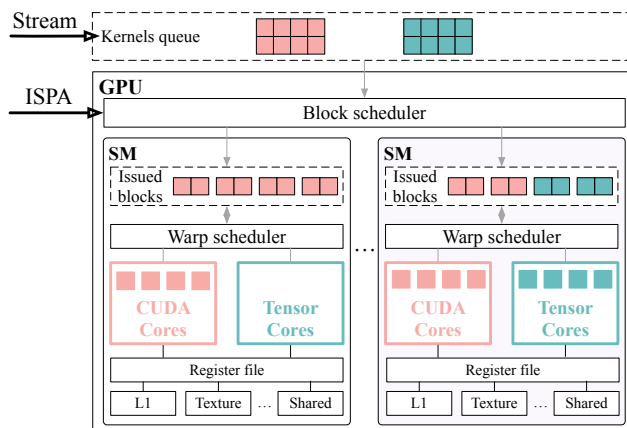 Stream
Kernels queue
GPU
ISPA
Block scheduler
SM
Issued
blocks
Warp scheduler
CUDA
Cores
Tensor
Cores
Register file
L1
Texture
...
Shared
...
SM
Issued
blocks
Warp scheduler
CUDA
Cores
Tensor
Cores
Register file
L1
Texture
...
Shared